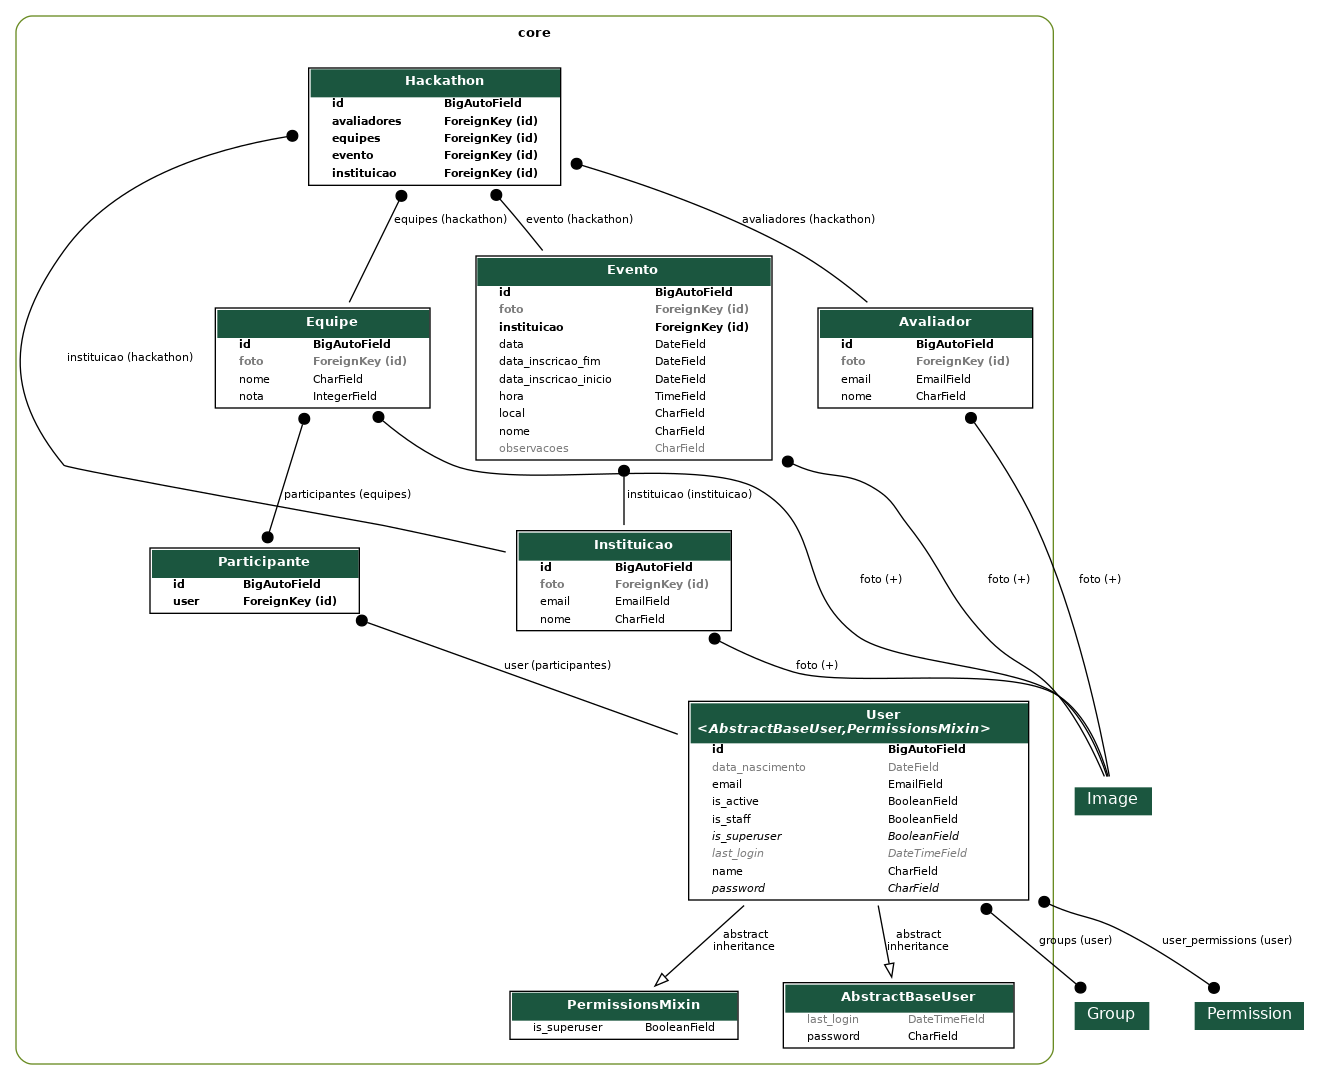 core
Hackathon
id BigAutoField
avaliadores ForeignKey (id)
equipes ForeignKey (id)
evento ForeignKey (id)
instituicao ForeignKey (id)
equipes (hackathon)
evento (hackathon)
avaliadores (hackathon)
instituicao (hackathon)
Equipe
id BigAutoField
foto ForeignKey (id)
nome CharField
nota IntegerField
Evento
id BigAutoField
foto ForeignKey (id)
instituicao ForeignKey (id)
data DateField
data_inscricao_fim DateField
data_inscricao_inicio DateField
hora TimeField
local CharField
nome CharField
observacoes CharField
Avaliador
id BigAutoField
foto ForeignKey (id)
email EmailField
nome CharField
participantes (equipes)
instituicao (instituicao)
Participante
id BigAutoField
user ForeignKey (id)
Instituicao
id BigAutoField
foto ForeignKey (id)
email EmailField
nome CharField
foto (+)
foto (+)
foto (+)
user (participantes)
foto (+)
User
<AbstractBaseUser,PermissionsMixin>
id BigAutoField
data_nascimento DateField
email EmailField
is_active BooleanField
is_staff BooleanField
is_superuser BooleanField
last_login DateTimeField
name CharField
password CharField
Image
abstract
inheritance
abstract
inheritance
groups (user)
user_permissions (user)
PermissionsMixin
is_superuser BooleanField
AbstractBaseUser
last_login DateTimeField
password CharField
Group
Permission